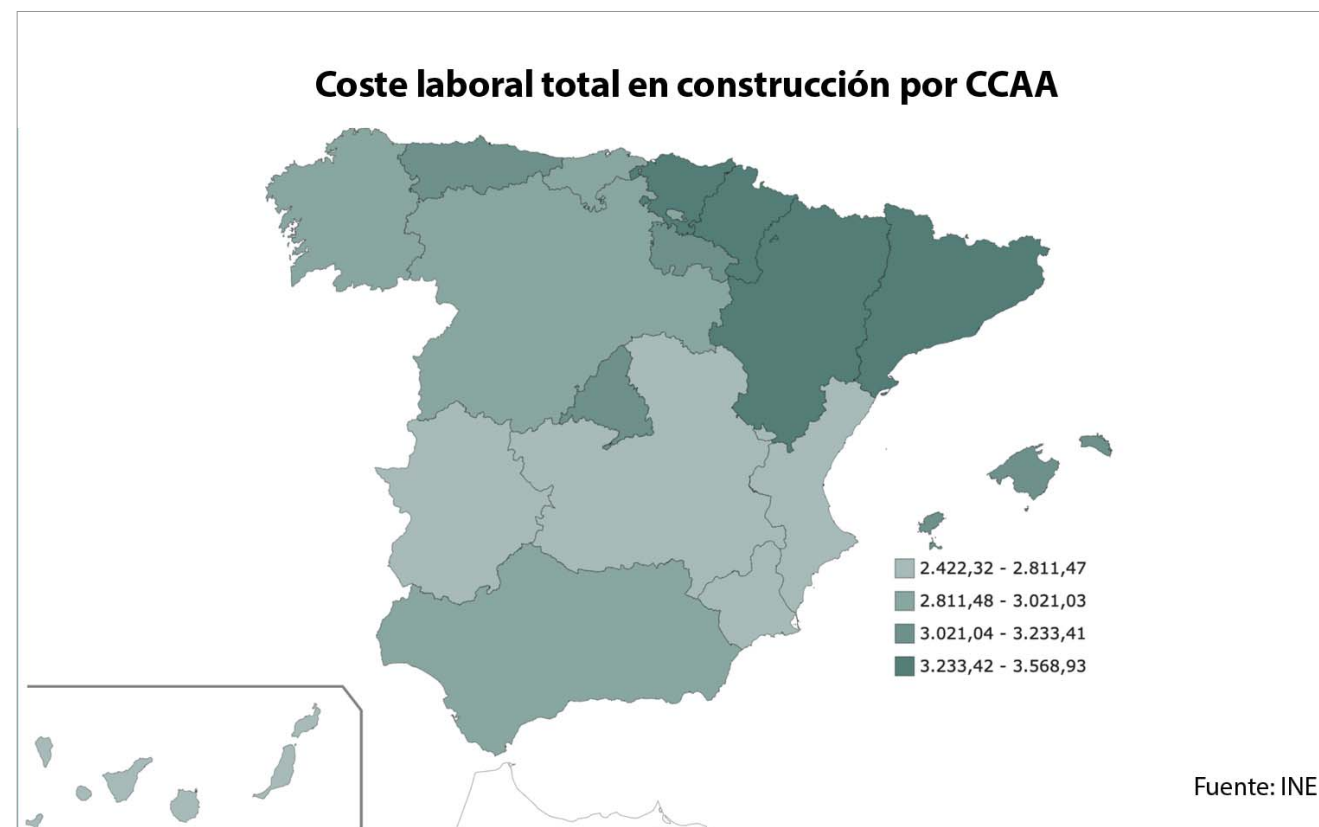 Coste laboral total en construcción por CCAA
2.422,32 - 2.811,47
2.811,48 - 3.021,03
3.021,04 - 3.233,41
3.233,42 - 3.568,93
Fuente: INE